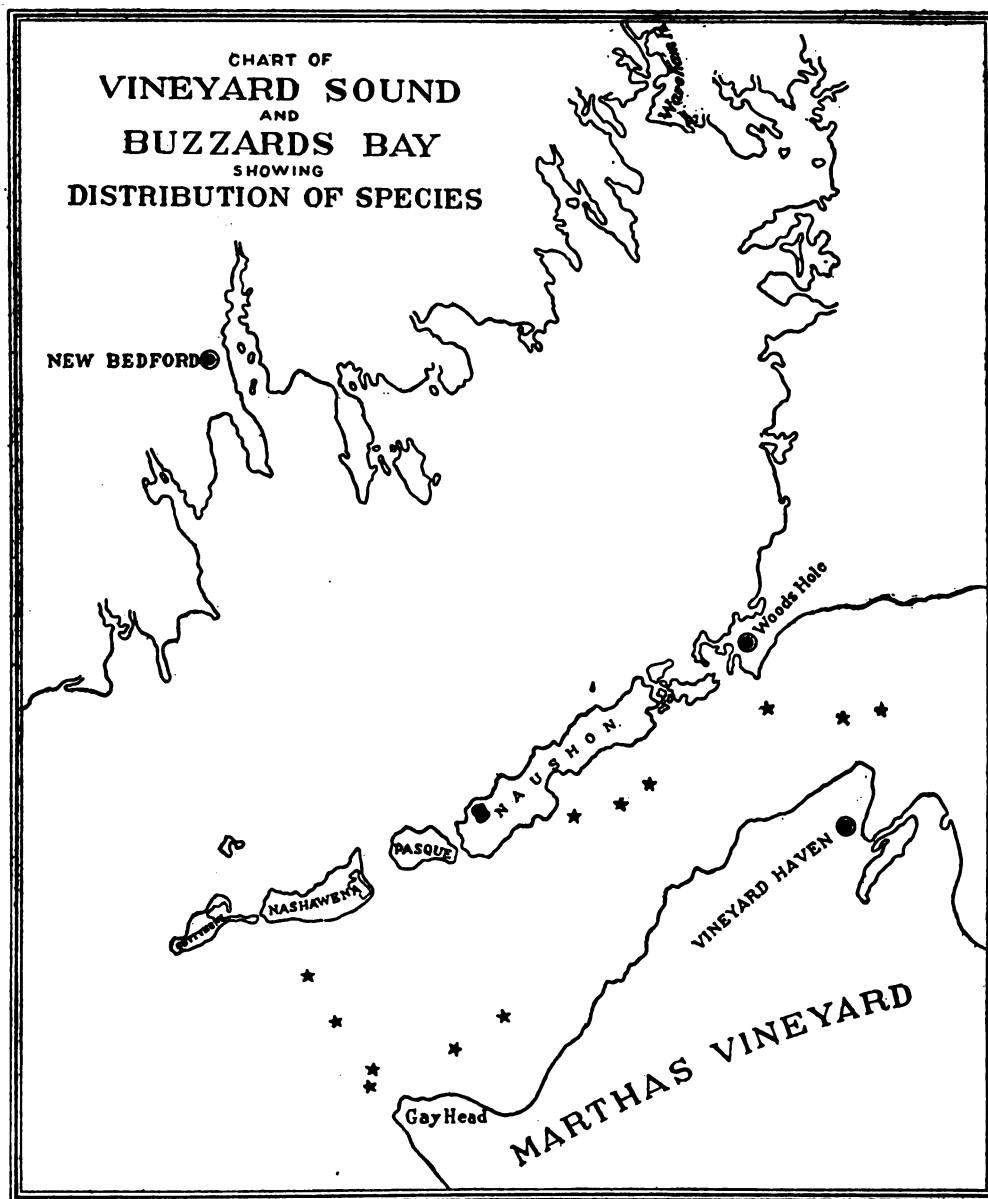 CHART OF
VINEYARD SOUND
AND
BUZZARDS BAY
SHOWING
DISTRIBUTION OF SPECIES
Wareham R.
NEW BEDFORD
Woods Hole
NAUSHON.
PASQUE
NASHAWENA
VINEYARD HAVEN
MARTHAS VINEYARD
Gay Head